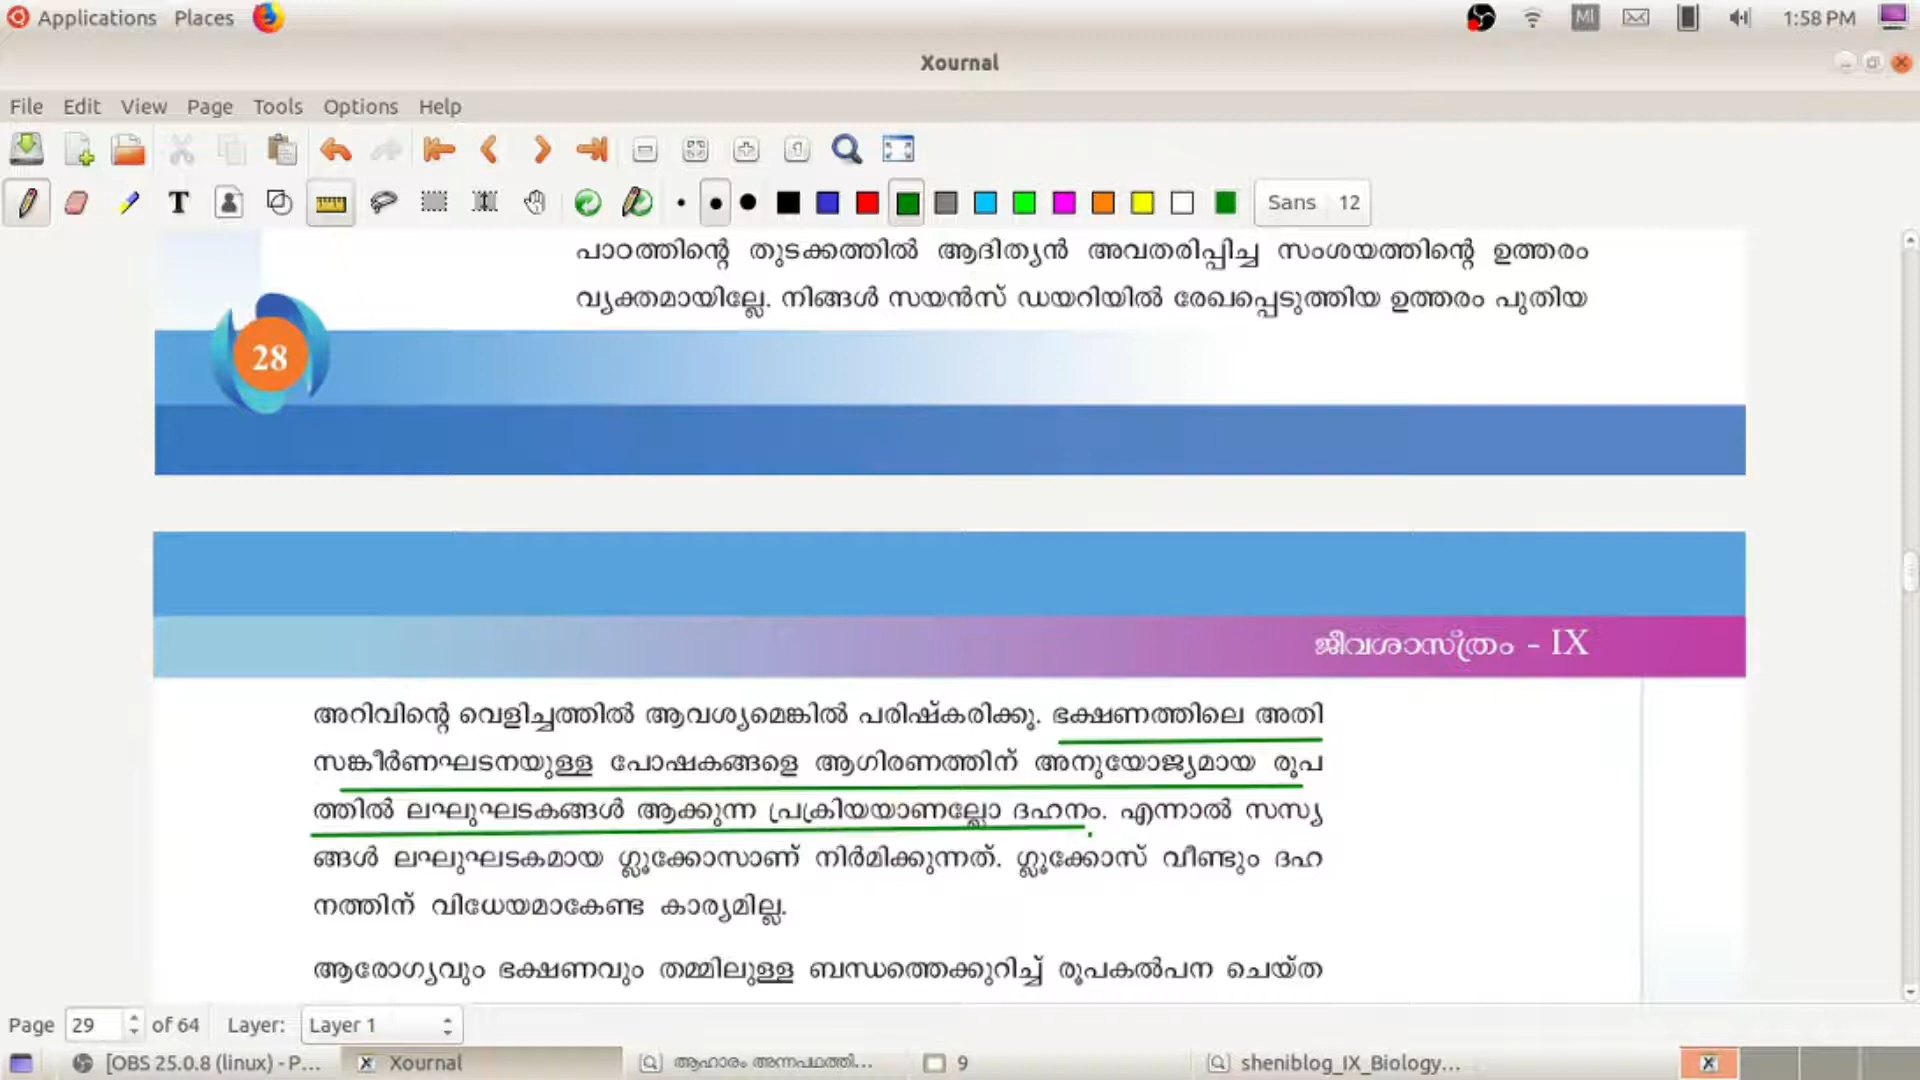 Applications Places MI 1:58 PM
Xournal
File Edit View Page Tools Options Help
T Sans 12
പാഠത്തിന്റെ തുടക്കത്തിൽ ആദിത്യൻ അവതരിപ്പിച്ച സംശയത്തിന്റെ ഉത്തരം
വ്യക്തമായില്ലേ. നിങ്ങൾ സയൻസ് ഡയറിയിൽ രേഖപ്പെടുത്തിയ ഉത്തരം പുതിയ
28
ജീവശാസ്ത്രം - IX
അറിവിന്റെ വെളിച്ചത്തിൽ ആവശ്യമെങ്കിൽ പരിഷ്കരിക്കു. ഭക്ഷണത്തിലെ അതി
സങ്കീർണഘടനയുള്ള പോഷകങ്ങളെ ആഗിരണത്തിന് അനുയോജ്യമായ രൂപ
ത്തിൽ ലഘുഘടകങ്ങൾ ആക്കുന്ന പ്രക്രിയയാണല്ലോ ദഹനം. എന്നാൽ സസ്യ
ങ്ങൾ ലഘുഘടകമായ ഗ്ലൂക്കോസാണ് നിർമിക്കുന്നത്. ഗ്ലൂക്കോസ് വീണ്ടും ദഹ
നത്തിന് വിധേയമാകേണ്ട കാര്യമില്ല.
ആരോഗ്യവും ഭക്ഷണവും തമ്മിലുള്ള ബന്ധത്തെക്കുറിച്ച് രൂപകൽപന ചെയ്ത
Page 29 of 64 Layer: Layer 1
[OBS 25.0.8 (linux) - P... Xournal ആഹാരം അന്നപഥത്തി... 9 sheniblog_IX_Biology...